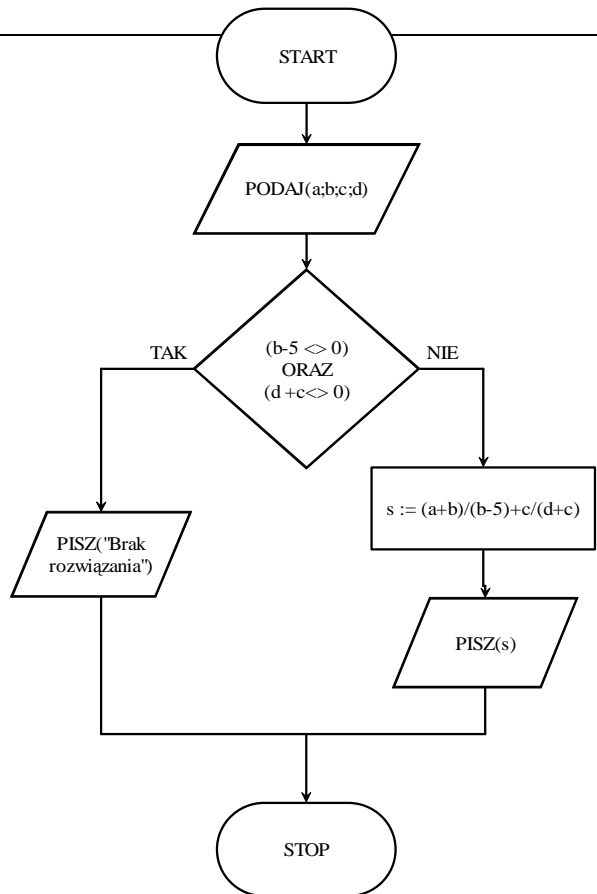 START
PODAJ(a;b;c;d)
TAK
(b-5 <> 0)
ORAZ
(d +c<> 0)
NIE
s := (a+b)/(b-5)+c/(d+c)
PISZ("Brak
rozwiązania")
PISZ(s)
STOP